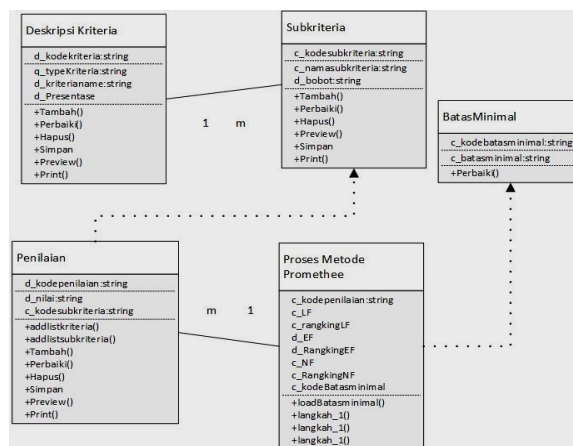 Deskripsi Kriteria
d_kodekriteria:string
q_typeKriteria:string
d_kriterianame:string
d_Presentase
+Tambah()
+Perbaiki()
+Hapus()
+Simpan
+Preview()
+Print()
1 m
Subkriteria
c_kodesubkriteria:string
c_namasubkriteria:string
d_bobot:string
+Tambah()
+Perbaiki()
+Hapus()
+Preview()
+Simpan
+Print()
BatasMinimal
c_kodebatasminimal:string
c_batasminimal:string
+Perbaiki()
Penilaian
d_kodepenilaian:string
d_nilai:string
c_kodesubkriteria:string
+addlistkriteria()
+addlistsubkriteria()
+Tambah()
+Perbaiki()
+Hapus()
+Simpan
+Preview()
+Print()
m 1
Proses Metode
Promethee
c_kodepenilaian:string
c_LF
c_rangkingLF
d_EF
d_RangkingEF
c_NF
c_RangkingNF
c_kodeBatasminimal
+loadBatasminimal()
+langkah_1()
+langkah_1()
+langkah_1()